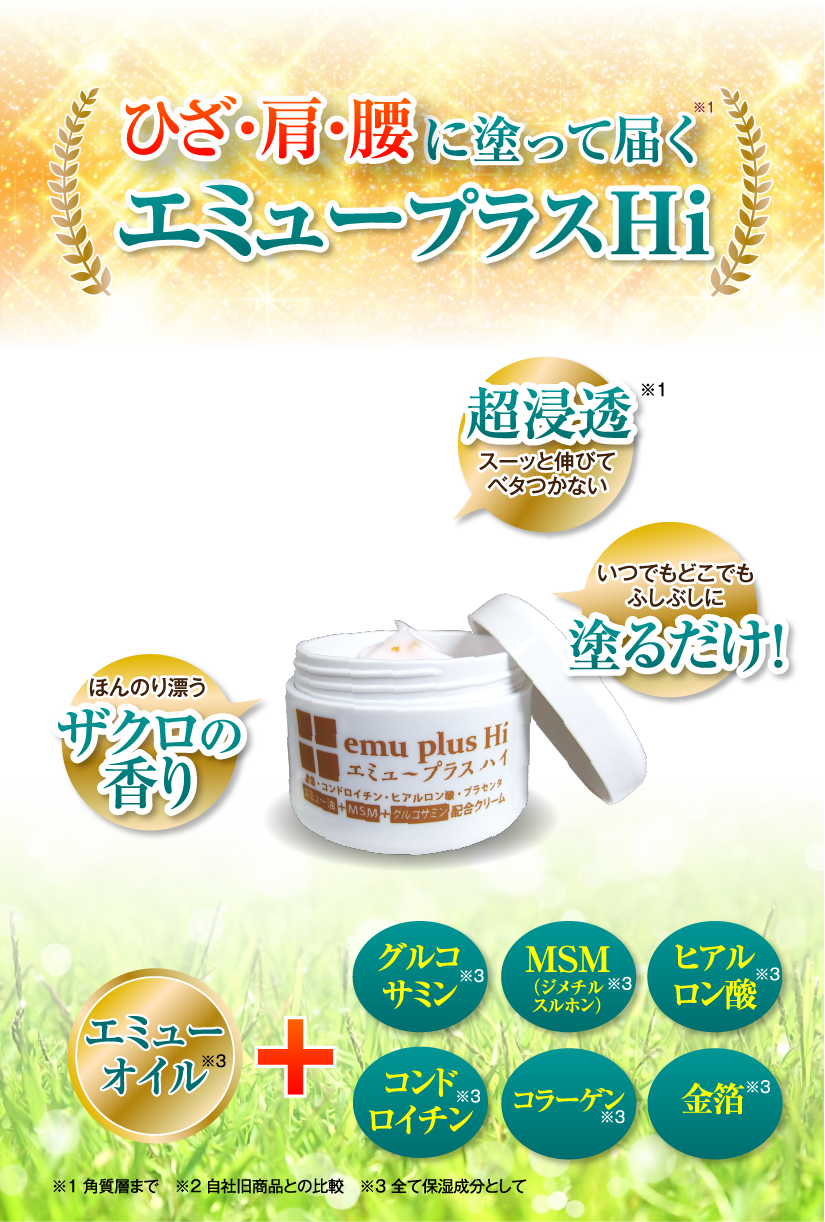 ひざ・肩・腰に塗って届く※1
エミュープラスHi
超浸透※1
スーッと伸びて
ベタつかない
いつでもどこでも
ふしぶしに
塗るだけ!
ほんのり漂う
ザクロの
香り
emu plus Hi
エミュープラス ハイ
金箔・コンドロイチン・ヒアルロン酸・プラセンタ
エミュー油+MSM+グルコサミン配合クリーム
グルコ
サミン※3
MSM
(ジメチル
スルホン)※3
ヒアル
ロン酸※3
エミュー
オイル※3
+
コンド
ロイチン※3
コラーゲン
※3
金箔※3
※1 角質層まで ※2 自社旧商品との比較 ※3 全て保湿成分として